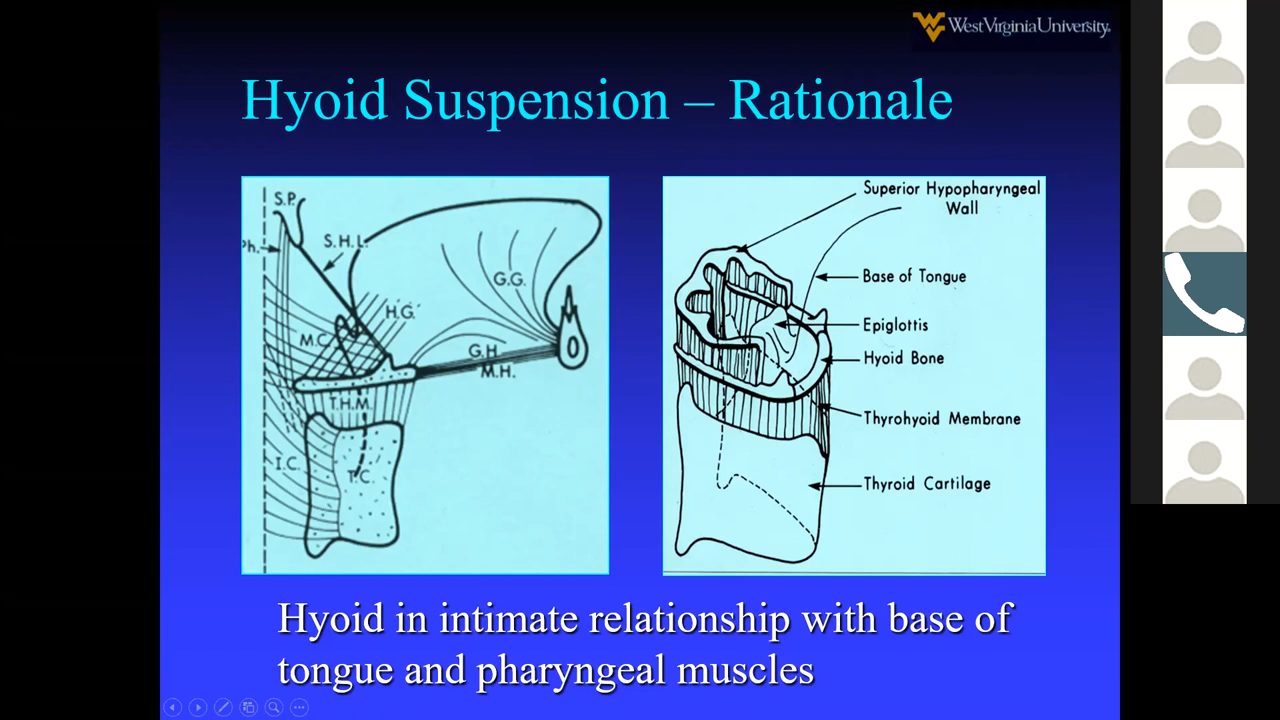 West Virginia University.
Hyoid Suspension – Rationale
S.P.
Ph.
S.H.L.
G.G.
H.G.
M.C.
G.H.
M.H.
T.H.M.
I.C.
T.C.
Superior Hypopharyngeal
Wall
Base of Tongue
Epiglottis
Hyoid Bone
Thyrohyoid Membrane
Thyroid Cartilage
Hyoid in intimate relationship with base of
tongue and pharyngeal muscles